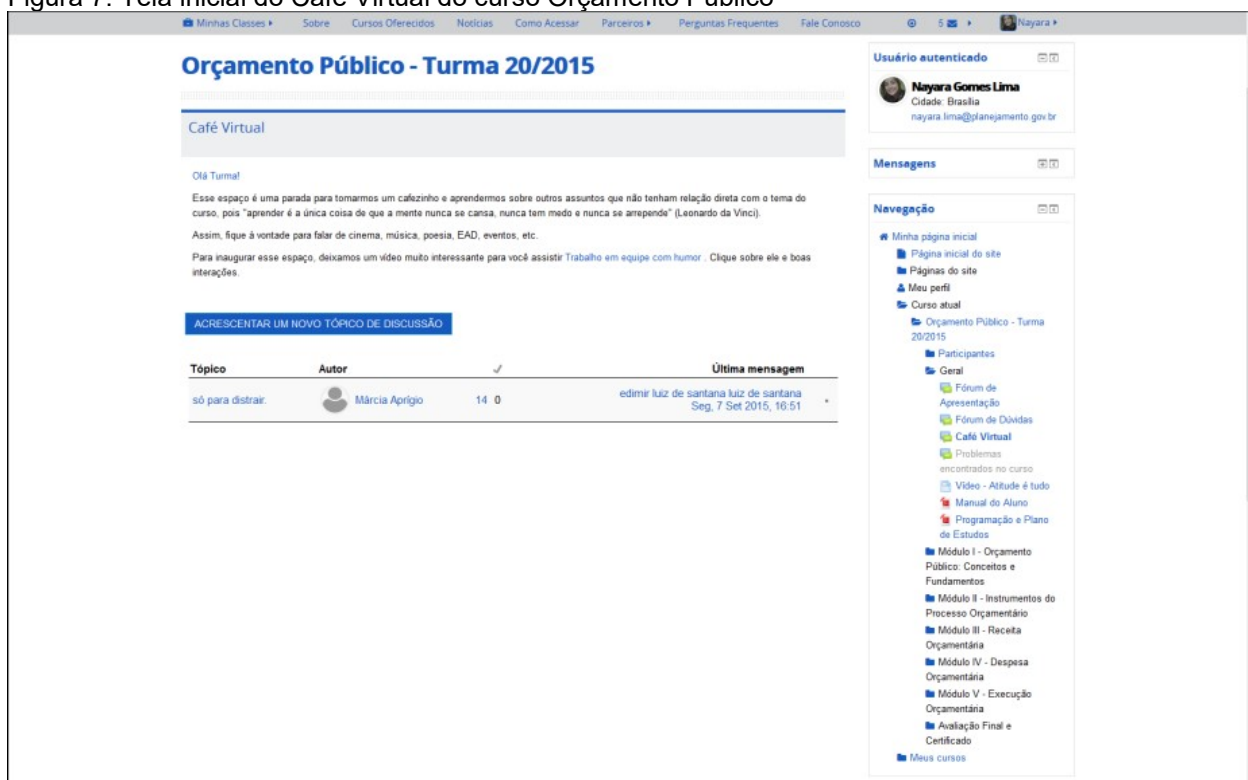 Figura 7: Tela inicial do Café Virtual do curso Orçamento Público
Minhas Classes Sobre Cursos Oferecidos Notícias Como Acessar Parceiros Perguntas Frequentes Fale Conosco 5 Nayara
Orçamento Público - Turma 20/2015
Café Virtual
Olá Turma!
Esse espaço é uma parada para tomarmos um cafezinho e aprendermos sobre outros assuntos que não tenham relação direta com o tema do
curso, pois "aprender é a única coisa de que a mente nunca se cansa, nunca tem medo e nunca se arrepende" (Leonardo da Vinci).
Assim, fique à vontade para falar de cinema, música, poesia, EAD, eventos, etc.
Para inaugurar esse espaço, deixamos um vídeo muito interessante para você assistir Trabalho em equipe com humor . Clique sobre ele e boas
interações.
ACRESCENTAR UM NOVO TÓPICO DE DISCUSSÃO
Tópico Autor ✓ Última mensagem
só para distrair. Márcia Aprígio 14 0 edimir luiz de santana luiz de santana
Seg, 7 Set 2015, 16:51
Usuário autenticado
Nayara Gomes Lima
Cidade: Brasília
nayara.lima@planejamento.gov.br
Mensagens
Navegação
Minha página inicial
Página inicial do site
Páginas do site
Meu perfil
Curso atual
Orçamento Público - Turma
20/2015
Participantes
Geral
Fórum de
Apresentação
Fórum de Dúvidas
Café Virtual
Problemas
encontrados no curso
Vídeo - Atitude é tudo
Manual do Aluno
Programação e Plano
de Estudos
Módulo I - Orçamento
Público: Conceitos e
Fundamentos
Módulo II - Instrumentos do
Processo Orçamentário
Módulo III - Receita
Orçamentária
Módulo IV - Despesa
Orçamentária
Módulo V - Execução
Orçamentária
Avaliação Final e
Certificado
Meus cursos